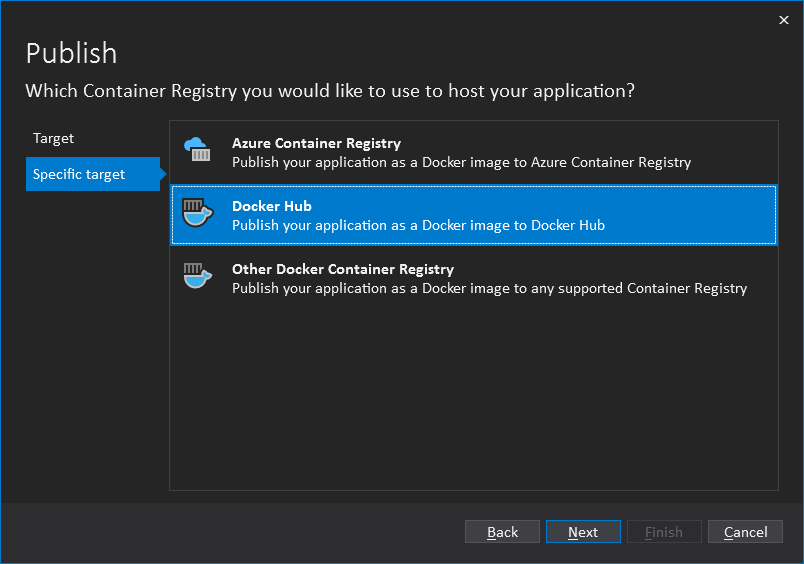 Publish
Which Container Registry you would like to use to host your application?
Target
Specific target
Azure Container Registry
Publish your application as a Docker image to Azure Container Registry
Docker Hub
Publish your application as a Docker image to Docker Hub
Other Docker Container Registry
Publish your application as a Docker image to any supported Container Registry
Back
Next
Finish
Cancel